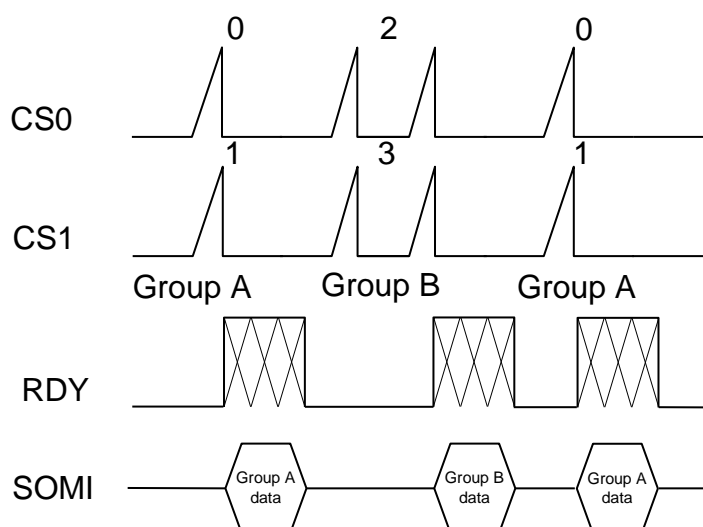 0 2 0
CS0
1 3 1
CS1
Group A Group B Group A
RDY
SOMI
Group A data
Group B data
Group A data